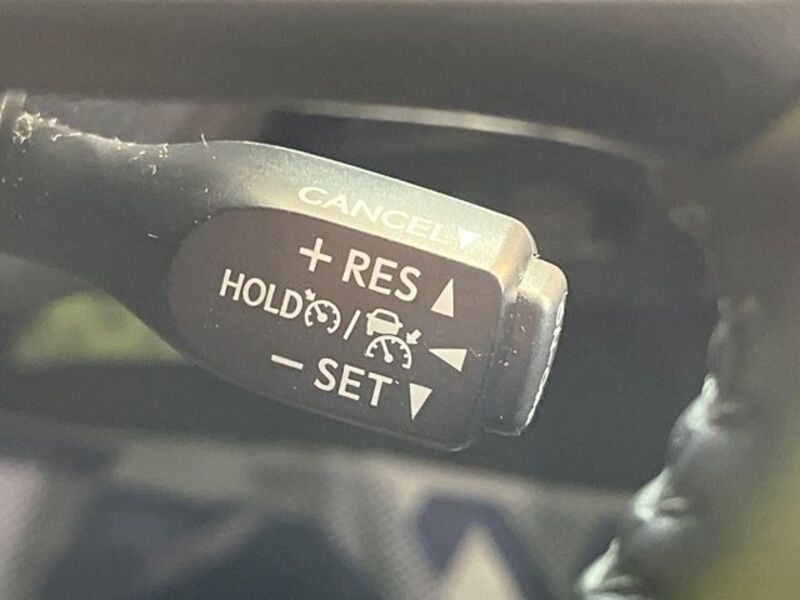 CANCEL▼
+ RES ▲
HOLD / ◀
− SET ▼